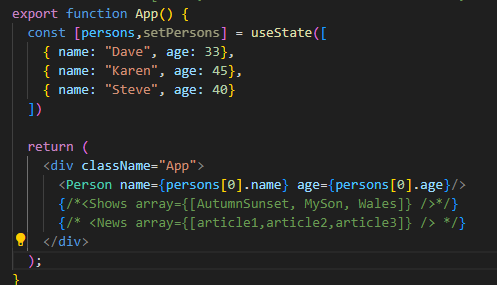 export function App() {
const [persons,setPersons] = useState([
{ name: "Dave", age: 33},
{ name: "Karen", age: 45},
{ name: "Steve", age: 40}
])
return (
<div className="App">
<Person name={persons[0].name} age={persons[0].age}/>
{/*<Shows array={[AutumnSunset, MySon, Wales]} />*/}
{/* <News array={[article1,article2,article3]} /> */}
</div>
);
}